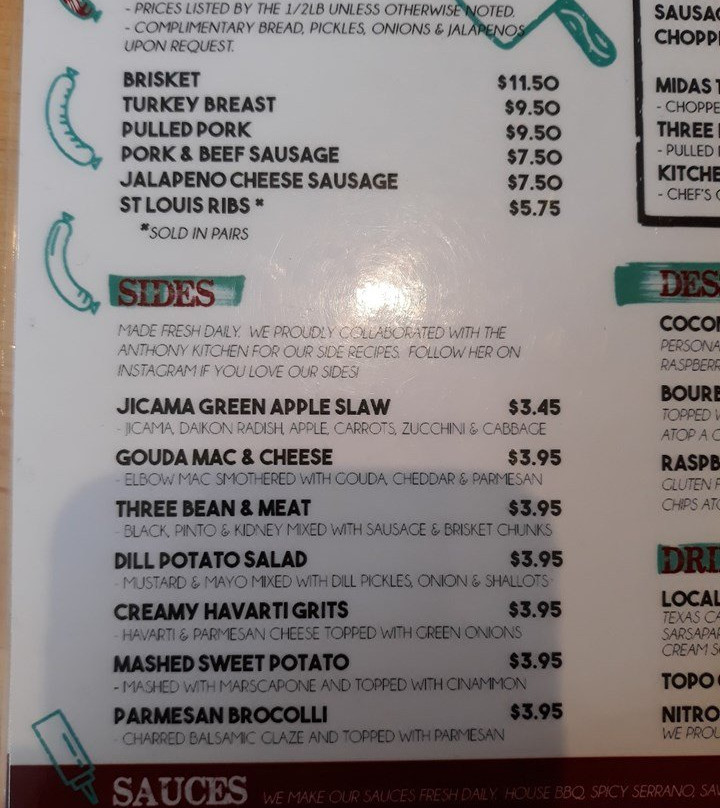 - PRICES LISTED BY THE 1/2LB UNLESS OTHERWISE NOTED.
- COMPLIMENTARY BREAD, PICKLES, ONIONS & JALAPENOS
UPON REQUEST.
BRISKET $11.50
TURKEY BREAST $9.50
PULLED PORK $9.50
PORK & BEEF SAUSAGE $7.50
JALAPENO CHEESE SAUSAGE $7.50
ST LOUIS RIBS * $5.75
*SOLD IN PAIRS
SIDES
MADE FRESH DAILY. WE PROUDLY COLLABORATED WITH THE
ANTHONY KITCHEN FOR OUR SIDE RECIPES. FOLLOW HER ON
INSTAGRAM IF YOU LOVE OUR SIDES!
JICAMA GREEN APPLE SLAW $3.45
- JICAMA, DAIKON RADISH, APPLE, CARROTS, ZUCCHINI & CABBAGE
GOUDA MAC & CHEESE $3.95
- ELBOW MAC SMOTHERED WITH GOUDA, CHEDDAR & PARMESAN
THREE BEAN & MEAT $3.95
- BLACK, PINTO & KIDNEY MIXED WITH SAUSAGE & BRISKET CHUNKS
DILL POTATO SALAD $3.95
- MUSTARD & MAYO MIXED WITH DILL PICKLES, ONION & SHALLOTS
CREAMY HAVARTI GRITS $3.95
- HAVARTI & PARMESAN CHEESE TOPPED WITH GREEN ONIONS
MASHED SWEET POTATO $3.95
- MASHED WITH MARSCAPONE AND TOPPED WITH CINAMMON
PARMESAN BROCOLLI $3.95
- CHARRED BALSAMIC GLAZE AND TOPPED WITH PARMESAN
SAUCES WE MAKE OUR SAUCES FRESH DAILY. HOUSE BBQ, SPICY SERRANO, SA
SAUSAG
CHOPPE
MIDAS T
- CHOPPE
THREE
- PULLED
KITCHE
- CHEF'S
DES
COCO
PERSONA
RASPBERR
BOURB
TOPPED
ATOP A C
RASPB
GLUTEN F
CHIPS ATO
DRI
LOCAL
TEXAS CA
SARSAPAR
CREAM SO
TOPO
NITRO
WE PROU